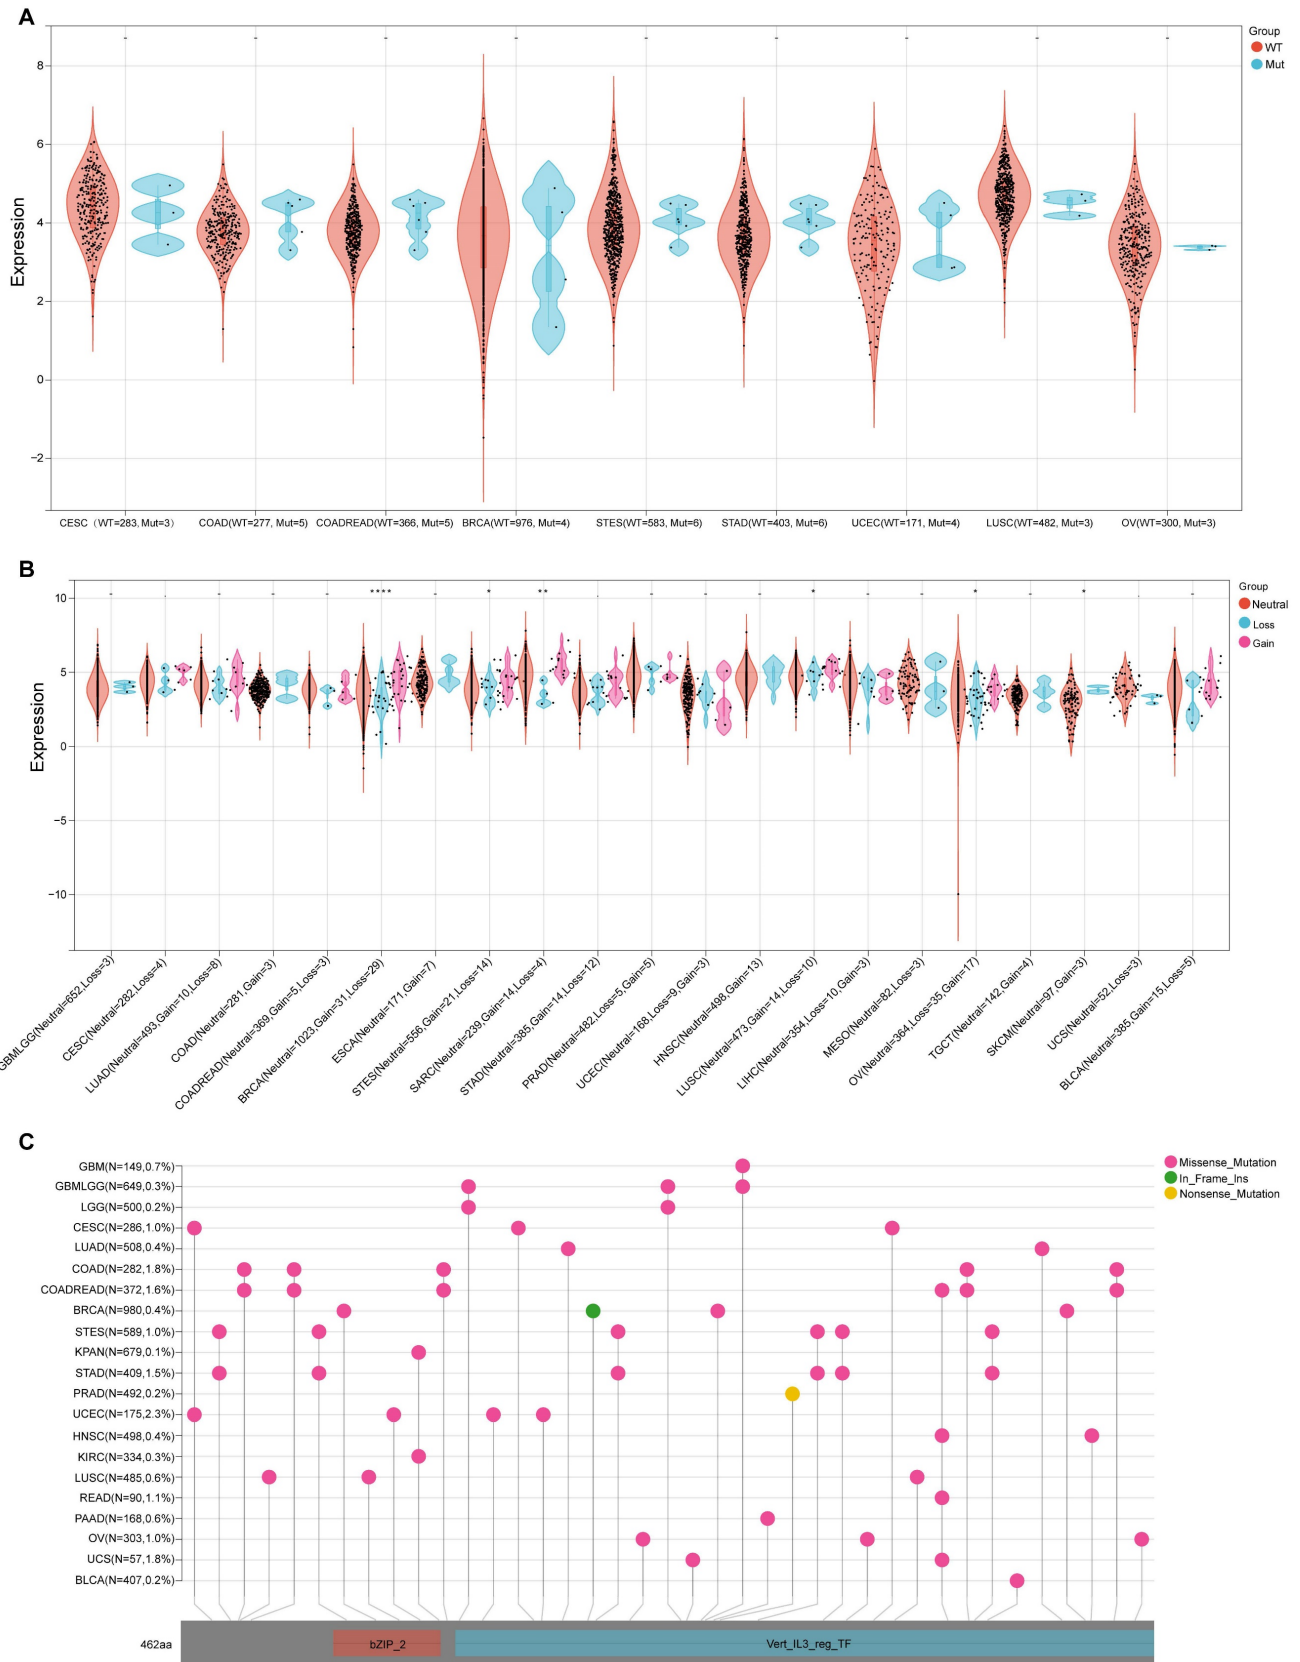 A
Group
WT
Mut
Expression
8
6
4
2
0
−2
- - - - - - - - -
CESC (WT=283, Mut=3)
COAD(WT=277, Mut=5)
COADREAD(WT=366, Mut=5)
BRCA(WT=976, Mut=4)
STES(WT=583, Mut=6)
STAD(WT=403, Mut=6)
UCEC(WT=171, Mut=4)
LUSC(WT=482, Mut=3)
OV(WT=300, Mut=3)
B
Group
Neutral
Loss
Gain
Expression
10
5
0
−5
−10
- . - - - **** - * ** . - - - * - - * - * . -
GBMLGG(Neutral=652,Loss=3)
CESC(Neutral=282,Loss=4)
LUAD(Neutral=493,Gain=10,Loss=8)
COAD(Neutral=281,Gain=3)
COADREAD(Neutral=369,Gain=5,Loss=3)
BRCA(Neutral=1023,Gain=31,Loss=29)
ESCA(Neutral=171,Gain=7)
STES(Neutral=556,Gain=21,Loss=14)
SARC(Neutral=239,Gain=14,Loss=4)
STAD(Neutral=385,Gain=14,Loss=12)
PRAD(Neutral=482,Loss=5,Gain=5)
UCEC(Neutral=168,Loss=9,Gain=3)
HNSC(Neutral=498,Gain=13)
LUSC(Neutral=473,Gain=14,Loss=10)
LIHC(Neutral=354,Loss=10,Gain=3)
MESO(Neutral=82,Loss=3)
OV(Neutral=364,Loss=35,Gain=17)
TGCT(Neutral=142,Gain=4)
SKCM(Neutral=97,Gain=3)
UCS(Neutral=52,Loss=3)
BLCA(Neutral=385,Gain=15,Loss=5)
C
Missense_Mutation
In_Frame_Ins
Nonsense_Mutation
GBM(N=149,0.7%)
GBMLGG(N=649,0.3%)
LGG(N=500,0.2%)
CESC(N=286,1.0%)
LUAD(N=508,0.4%)
COAD(N=282,1.8%)
COADREAD(N=372,1.6%)
BRCA(N=980,0.4%)
STES(N=589,1.0%)
KPAN(N=679,0.1%)
STAD(N=409,1.5%)
PRAD(N=492,0.2%)
UCEC(N=175,2.3%)
HNSC(N=498,0.4%)
KIRC(N=334,0.3%)
LUSC(N=485,0.6%)
READ(N=90,1.1%)
PAAD(N=168,0.6%)
OV(N=303,1.0%)
UCS(N=57,1.8%)
BLCA(N=407,0.2%)
462aa
bZIP_2
Vert_IL3_reg_TF